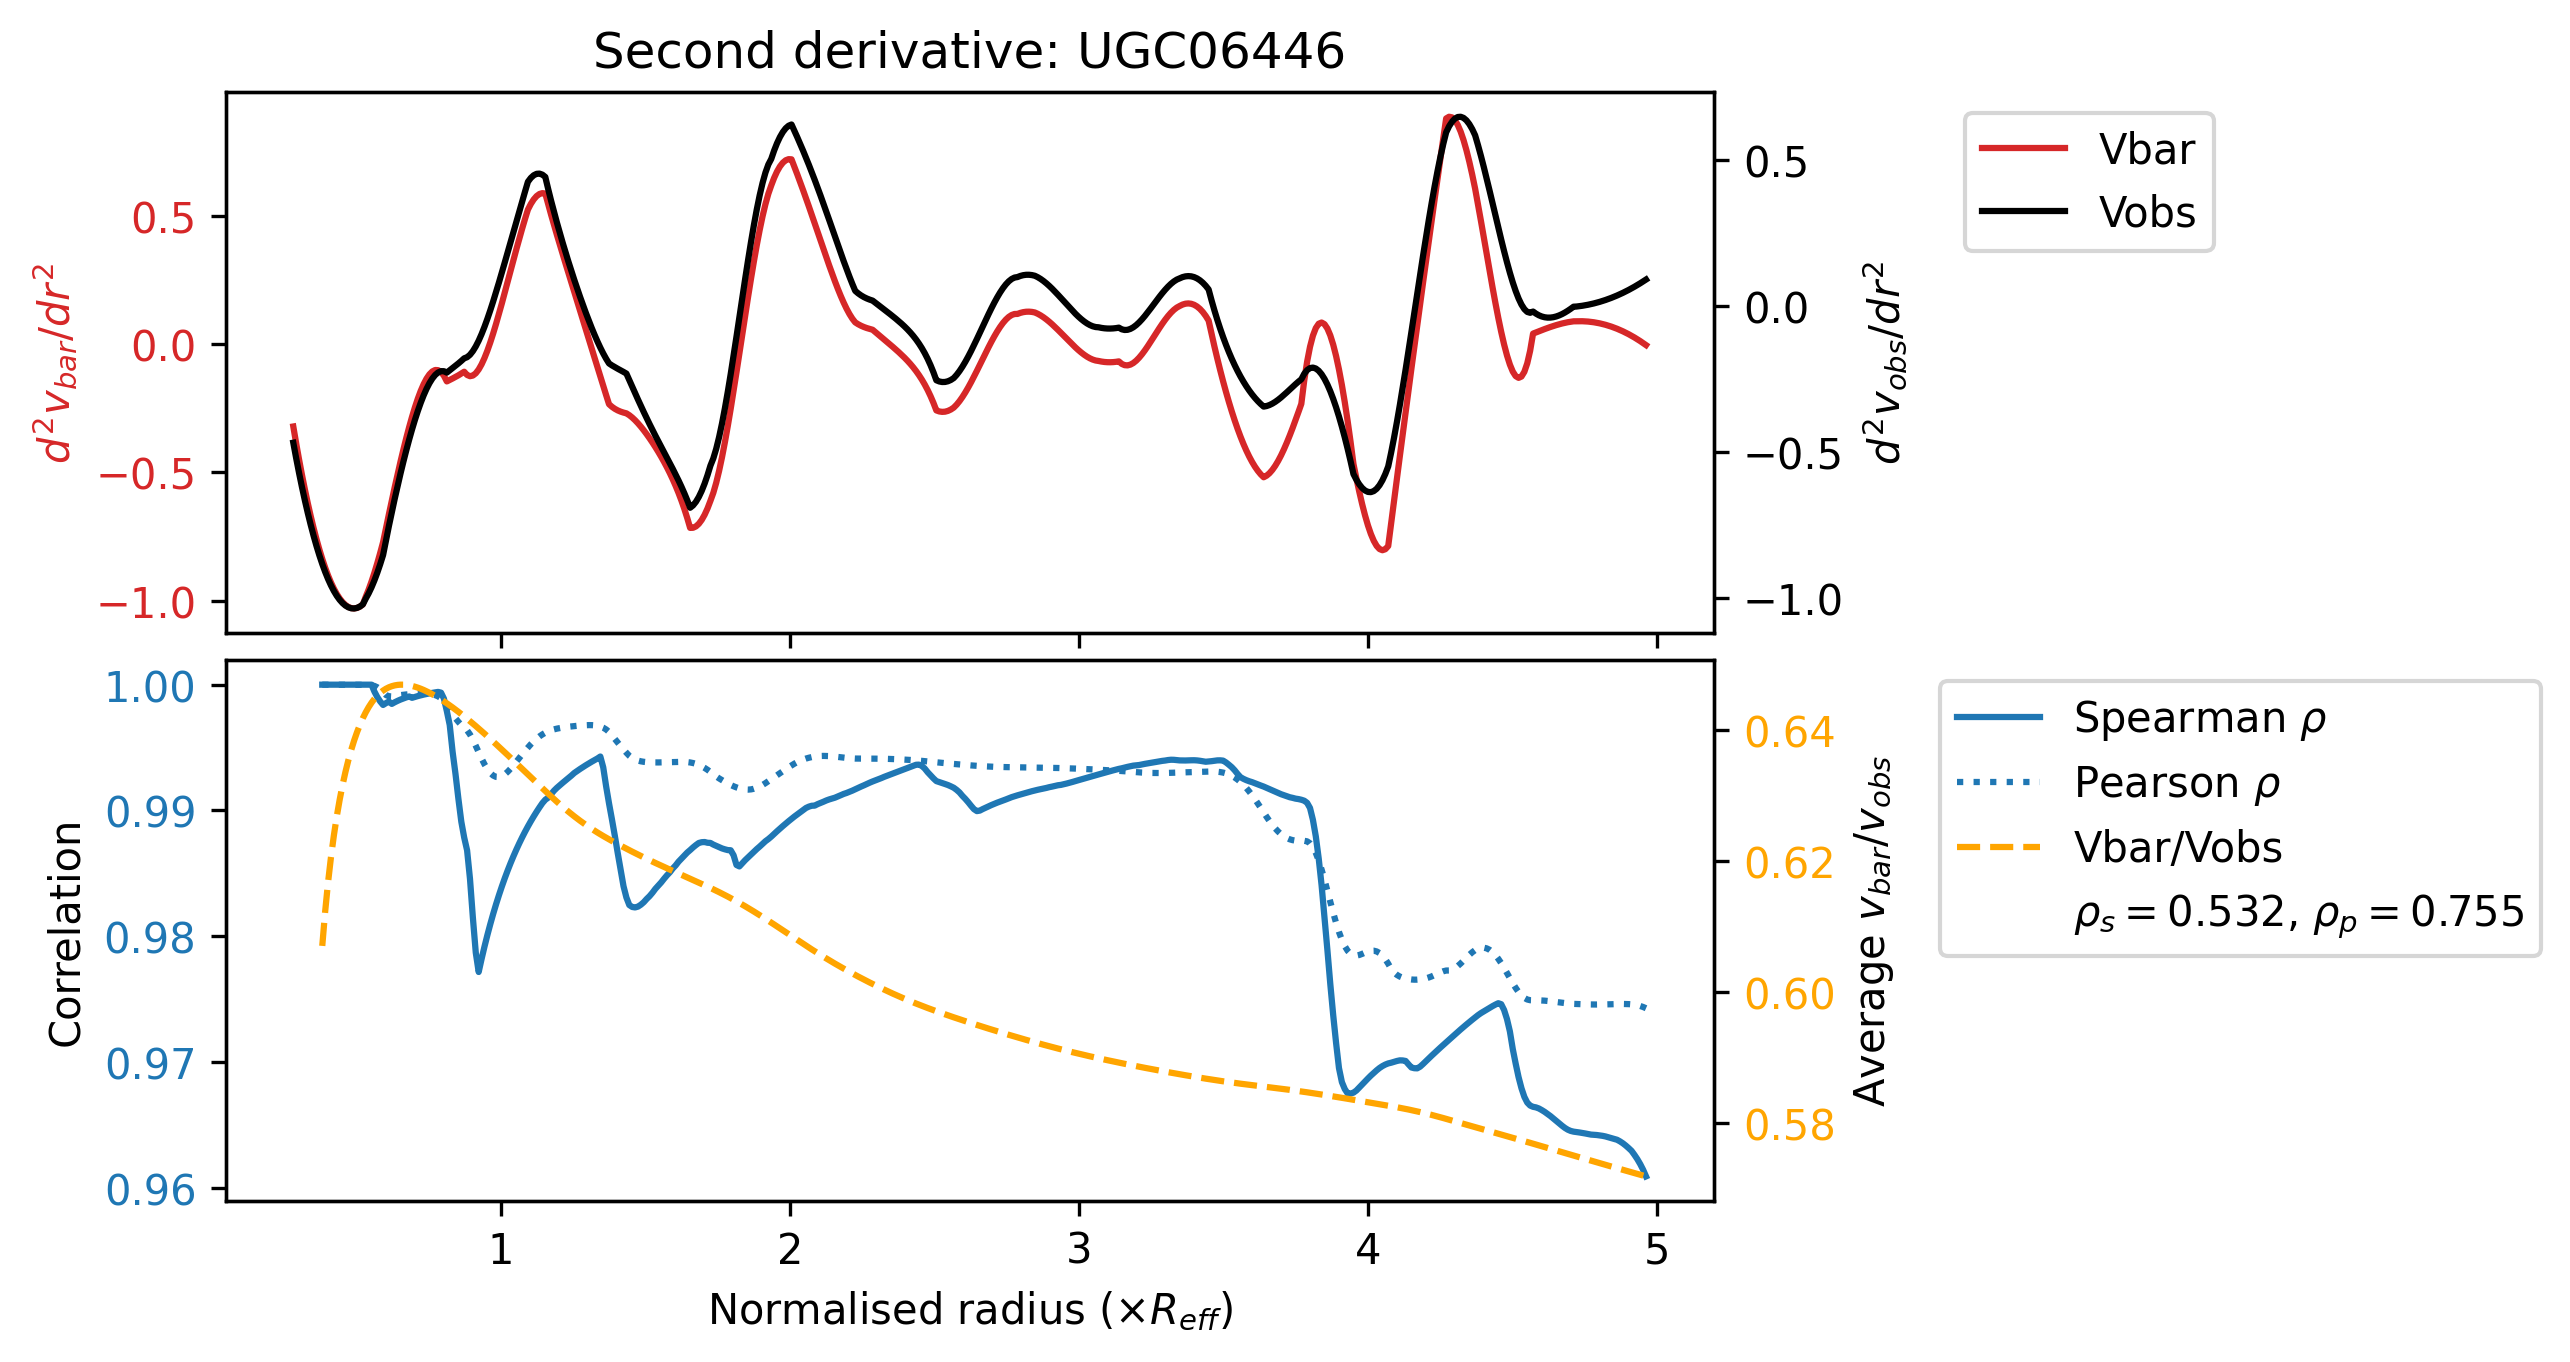 Second derivative: UGC06446
d²v_bar/dr²
0.5
0.0
−0.5
−1.0
0.5
0.0
−0.5
−1.0
d²v_obs/dr²
Vbar
Vobs
Correlation
1.00
0.99
0.98
0.97
0.96
0.64
0.62
0.60
0.58
Average v_bar/v_obs
Spearman ρ
Pearson ρ
Vbar/Vobs
ρ_s = 0.532, ρ_p = 0.755
1 2 3 4 5
Normalised radius (×R_eff)